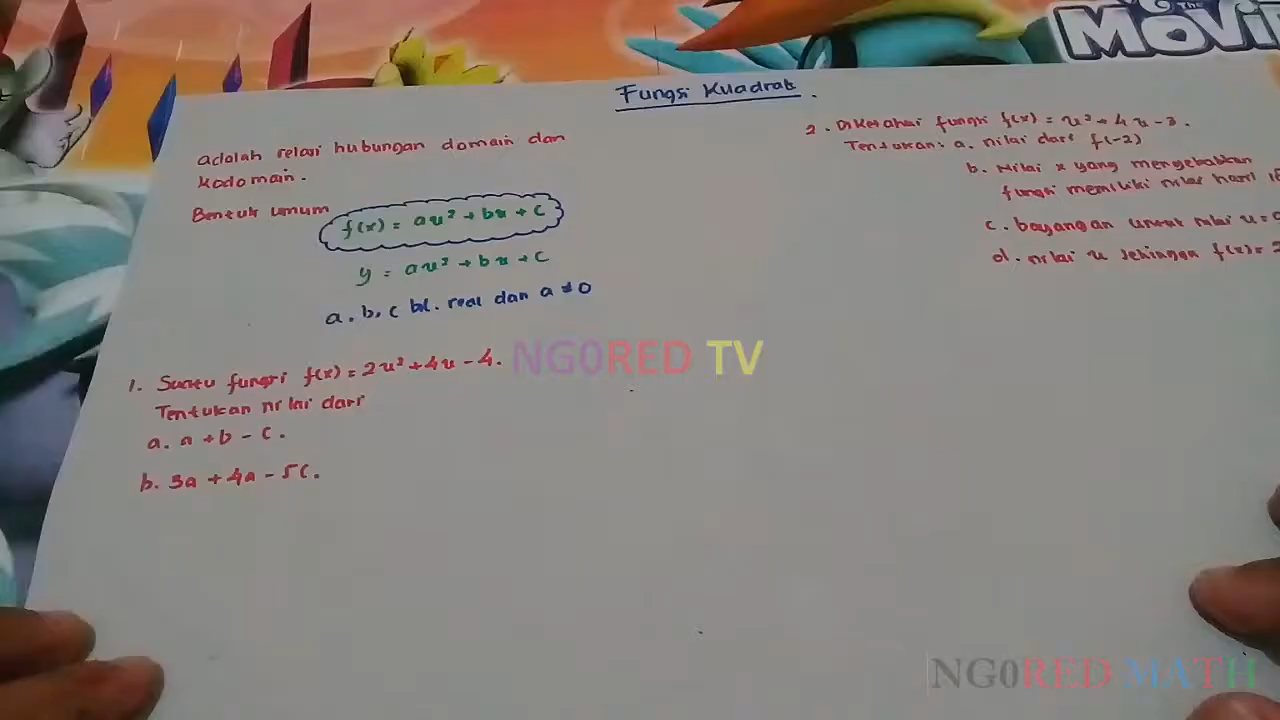 THE
MOVI
Fungsi Kuadrat.
adalah relasi hubungan domain dan
kodomain.
Bentuk umum
f(x) = ax² + bx + c
y = ax² + bx + c
a, b, c bil. real dan a ≠ 0
1. Suatu fungsi f(x) = 2x² + 4x - 4.
Tentukan nilai dari
a. a + b - c.
b. 3a + 4a - 5c.
2. Diketahui fungsi f(x) = x² + 4x - 3.
Tentukan: a. nilai dari f(-2)
b. Nilai x yang menyebabkan
fungsi memiliki nilai hasil
c. bayangan untuk nilai x =
d. nilai x sehingga f(x) =
NG0RED TV
NG0RED MATH